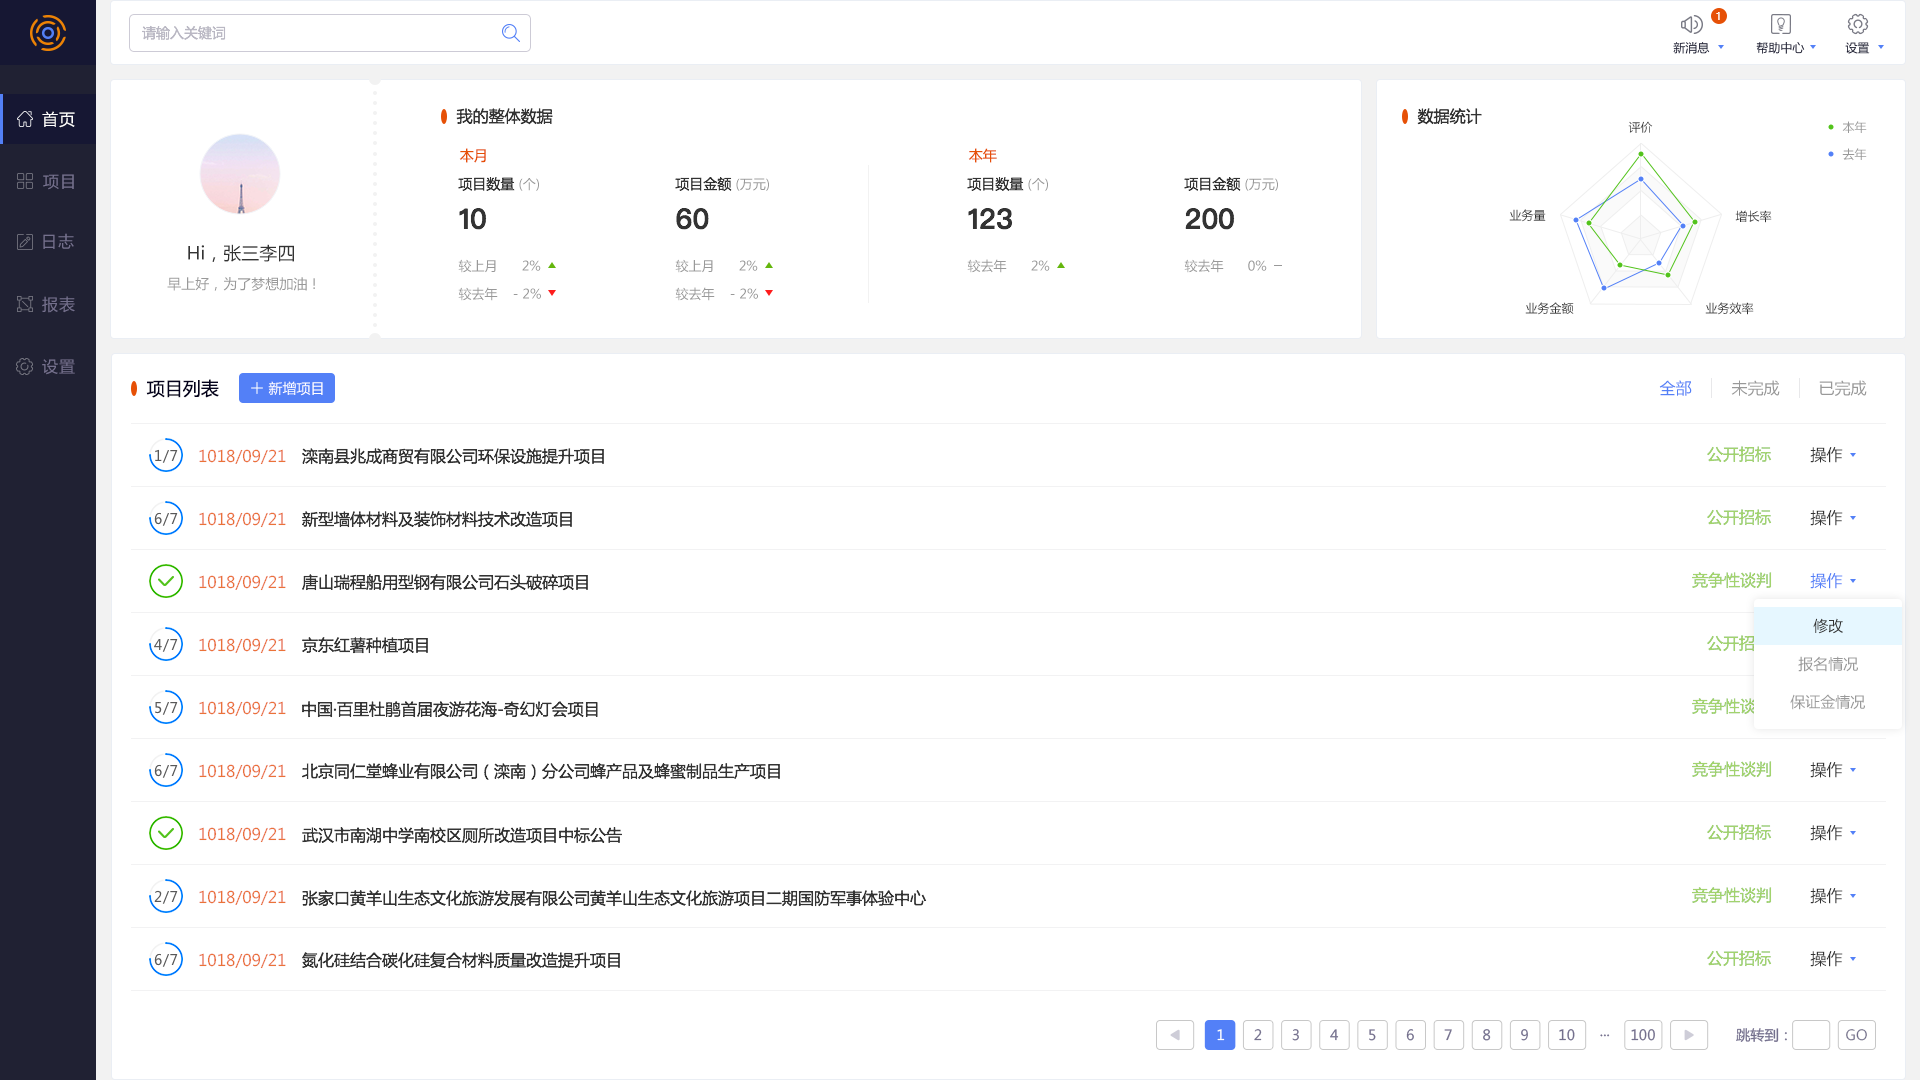 请输入关键词
1
新消息
帮助中心
设置
首页
项目
日志
报表
设置
Hi，张三李四
早上好，为了梦想加油！
我的整体数据
本月
项目数量 (个)
10
较上月 2%
较去年 - 2%
项目金额 (万元)
60
较上月 2%
较去年 - 2%
本年
项目数量 (个)
123
较去年 2%
项目金额 (万元)
200
较去年 0% –
数据统计
本年
去年
评价
业务量
增长率
业务金额
业务效率
项目列表
+ 新增项目
全部
未完成
已完成
1/7 1018/09/21 滦南县兆成商贸有限公司环保设施提升项目 公开招标 操作
6/7 1018/09/21 新型墙体材料及装饰材料技术改造项目 公开招标 操作
1018/09/21 唐山瑞程船用型钢有限公司石头破碎项目 竞争性谈判 操作
修改
报名情况
保证金情况
4/7 1018/09/21 京东红薯种植项目 公开招
5/7 1018/09/21 中国·百里杜鹃首届夜游花海-奇幻灯会项目 竞争性谈
6/7 1018/09/21 北京同仁堂蜂业有限公司（滦南）分公司蜂产品及蜂蜜制品生产项目 竞争性谈判 操作
1018/09/21 武汉市南湖中学南校区厕所改造项目中标公告 公开招标 操作
2/7 1018/09/21 张家口黄羊山生态文化旅游发展有限公司黄羊山生态文化旅游项目二期国防军事体验中心 竞争性谈判 操作
6/7 1018/09/21 氮化硅结合碳化硅复合材料质量改造提升项目 公开招标 操作
1 2 3 4 5 6 7 8 9 10 ··· 100 跳转到： GO